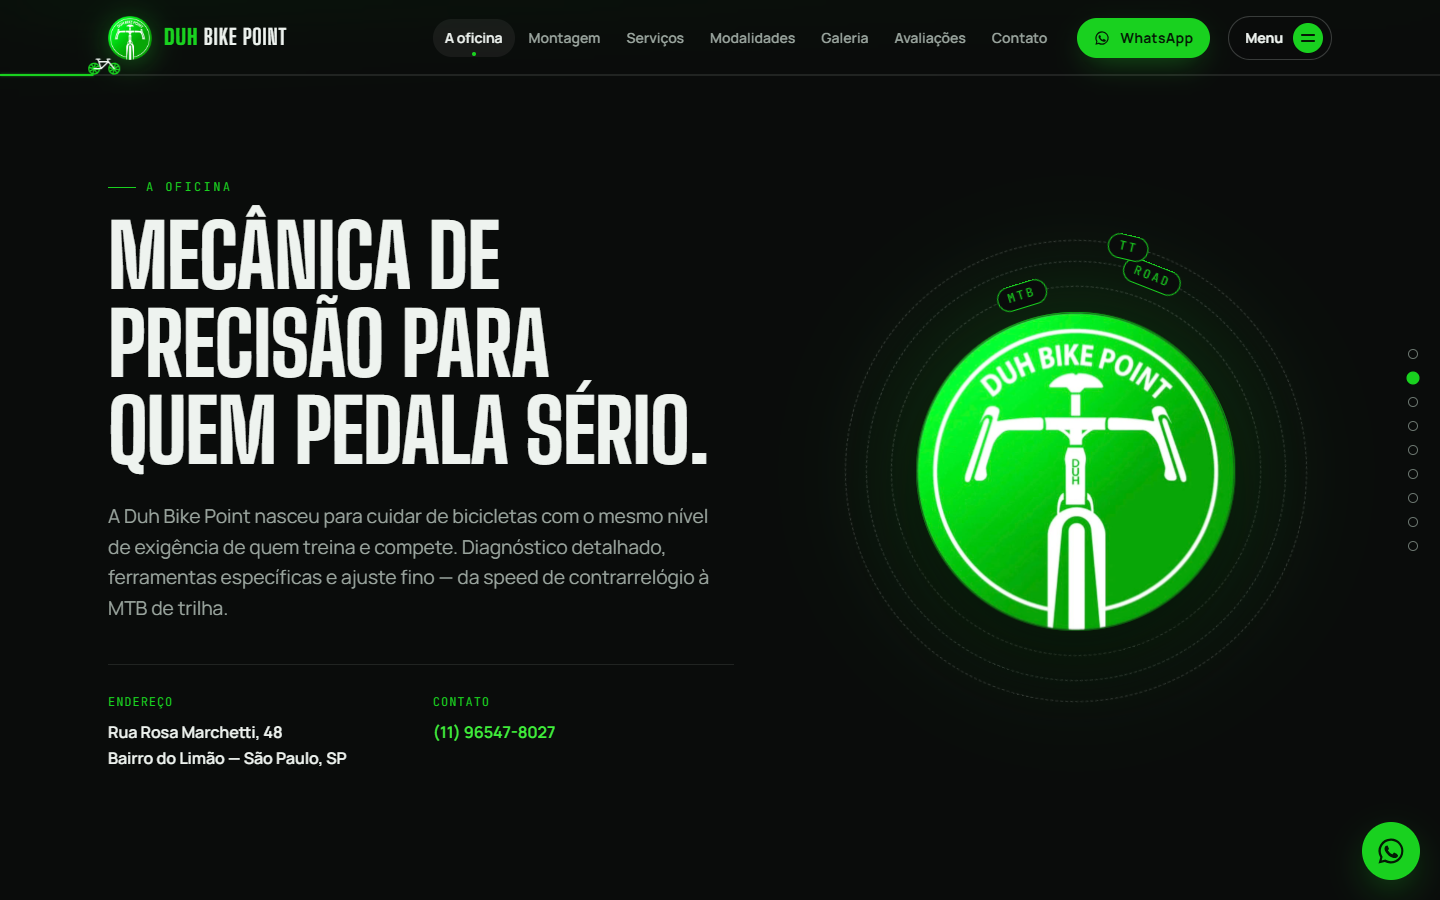 DUH BIKE POINT
DUH BIKE POINT
A oficina
Montagem
Serviços
Modalidades
Galeria
Avaliações
Contato
WhatsApp
Menu
A OFICINA
MECÂNICA DE
PRECISÃO PARA
QUEM PEDALA SÉRIO.
A Duh Bike Point nasceu para cuidar de bicicletas com o mesmo nível
de exigência de quem treina e compete. Diagnóstico detalhado,
ferramentas específicas e ajuste fino — da speed de contrarrelógio à
MTB de trilha.
ENDEREÇO
Rua Rosa Marchetti, 48
Bairro do Limão — São Paulo, SP
CONTATO
(11) 96547-8027
TT
ROAD
MTB
DUH BIKE POINT
DUH